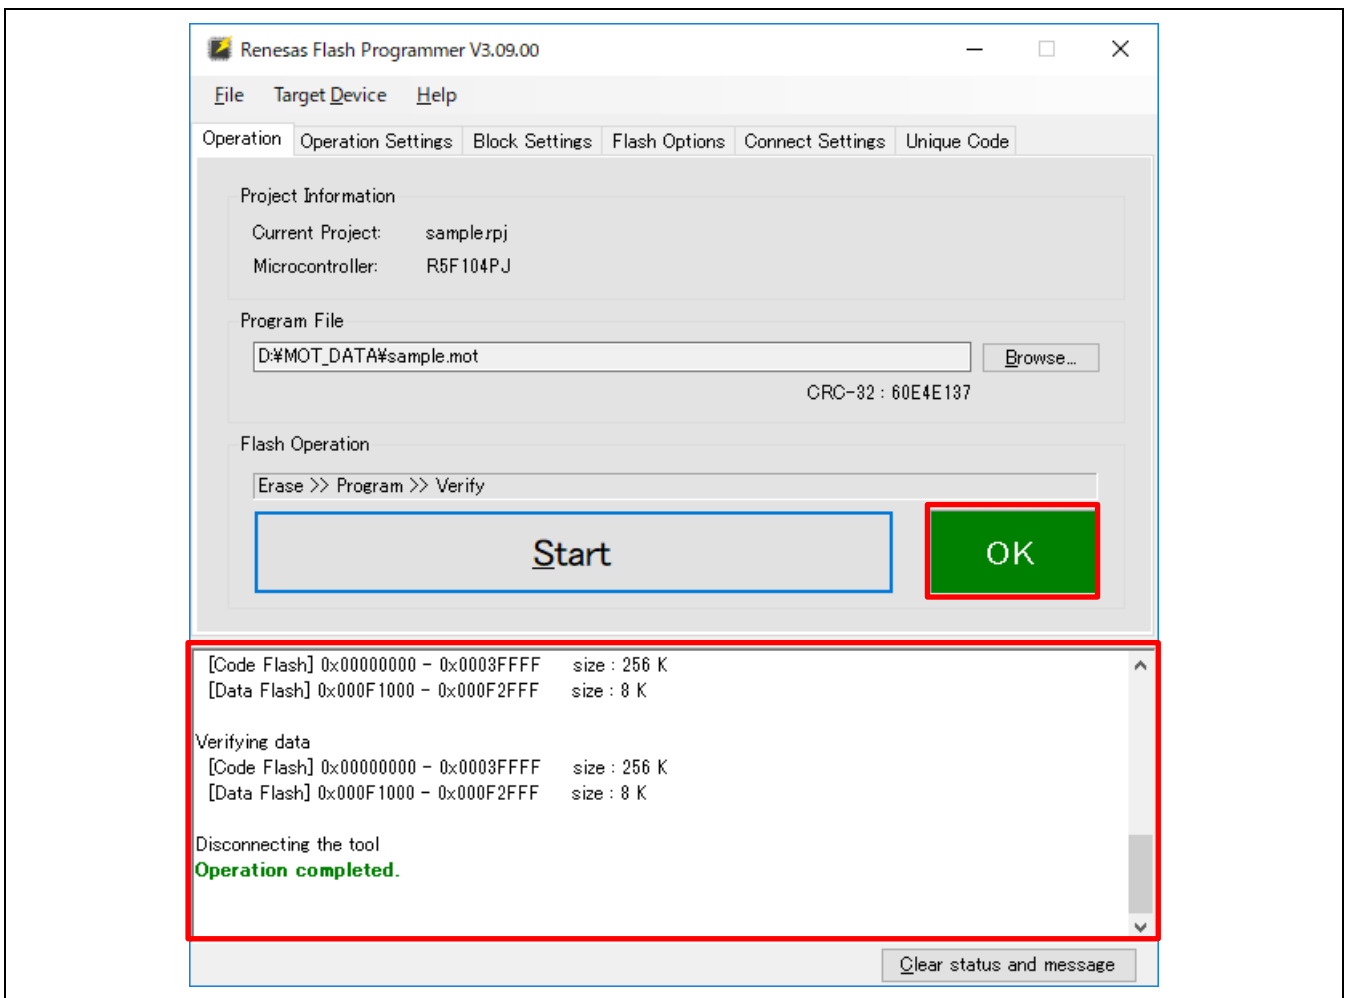 Renesas Flash Programmer V3.09.00
File Target Device Help
Operation Operation Settings Block Settings Flash Options Connect Settings Unique Code
Project Information
Current Project: sample.rpj
Microcontroller: R5F104PJ
Program File
D:¥MOT_DATA¥sample.mot Browse...
CRC-32 : 60E4E137
Flash Operation
Erase >> Program >> Verify
Start OK
[Code Flash] 0x00000000 - 0x0003FFFF size : 256 K
[Data Flash] 0x000F1000 - 0x000F2FFF size : 8 K
Verifying data
[Code Flash] 0x00000000 - 0x0003FFFF size : 256 K
[Data Flash] 0x000F1000 - 0x000F2FFF size : 8 K
Disconnecting the tool
Operation completed.
Clear status and message